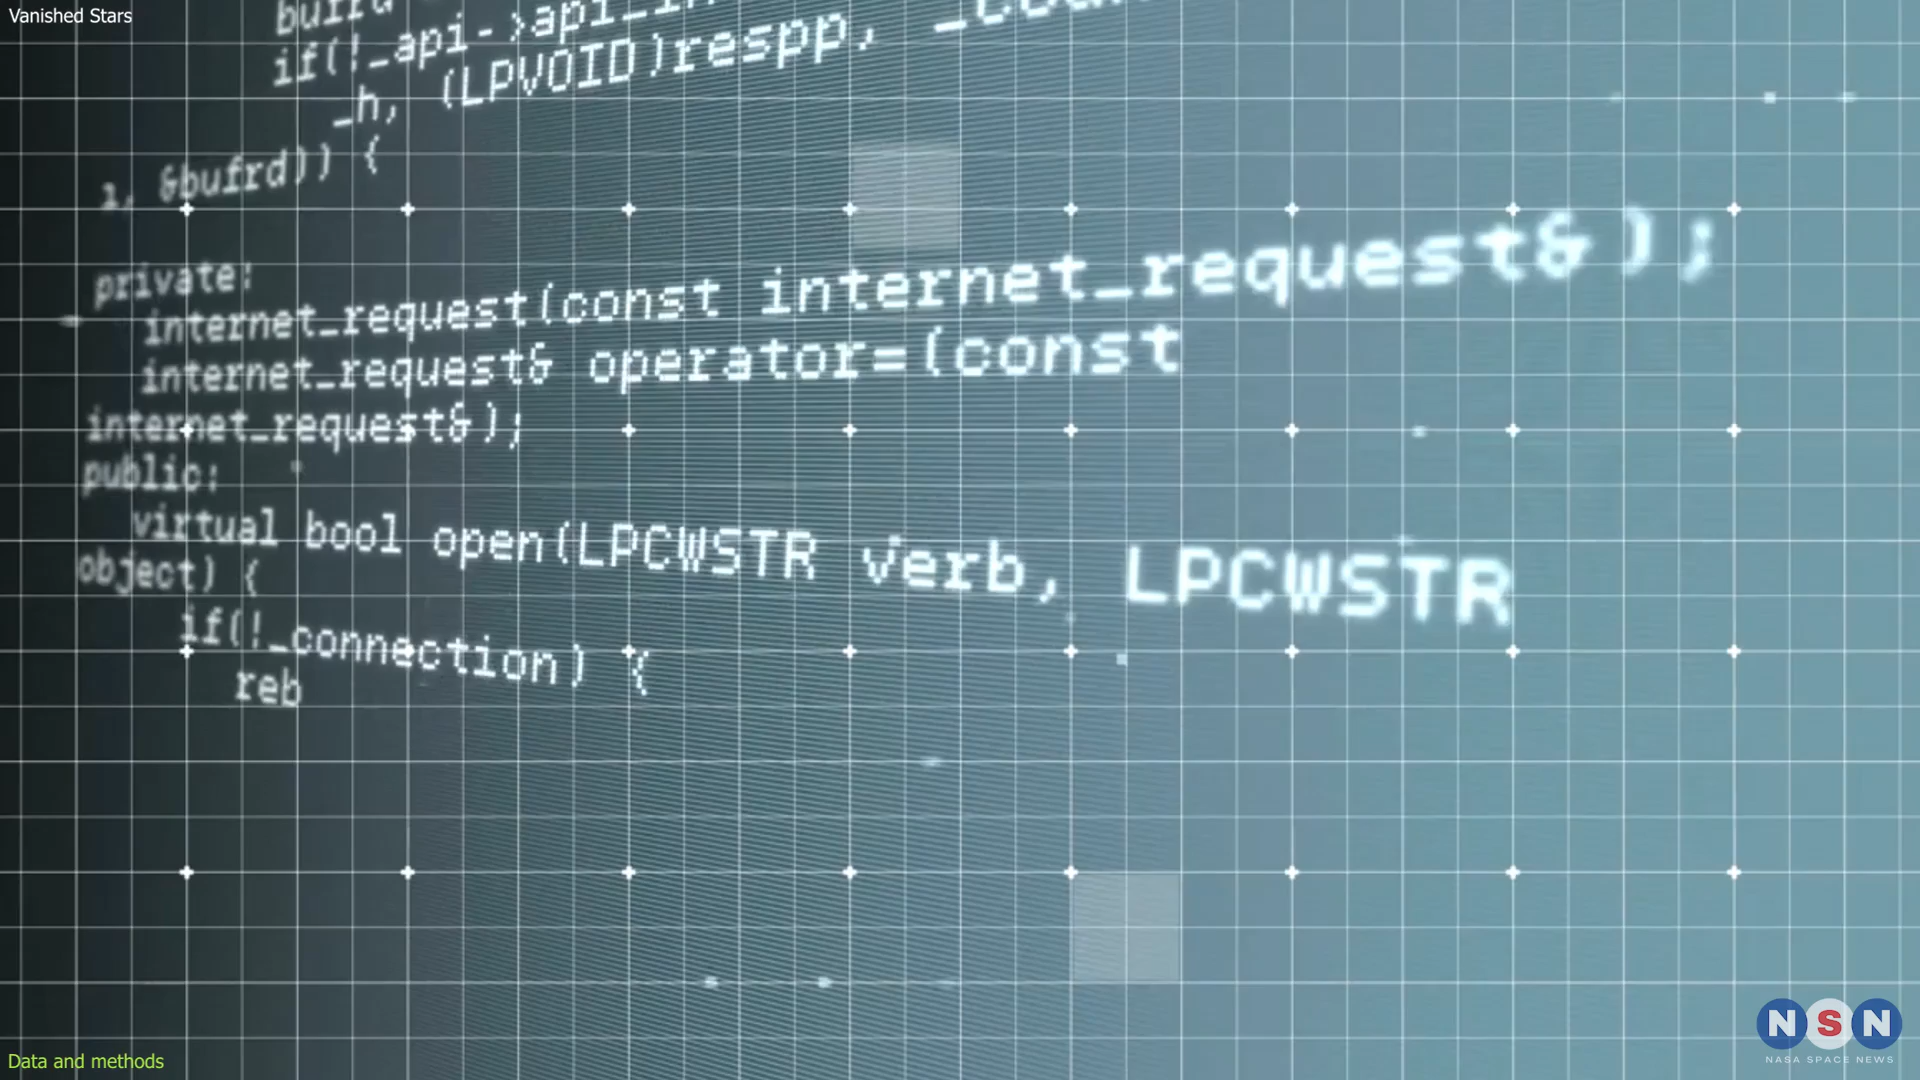 Vanished Stars
bufrd
if(!_api->api_
_h, (LPVOID)respp,
1, &bufrd)) {
private:
internet_request(const internet_request& );
internet_request& operator=(const
internet_request& );
public:
virtual bool open(LPCWSTR verb, LPCWSTR
object) {
if(!_connection) {
reb
Data and methods
NSN
NASA SPACE NEWS